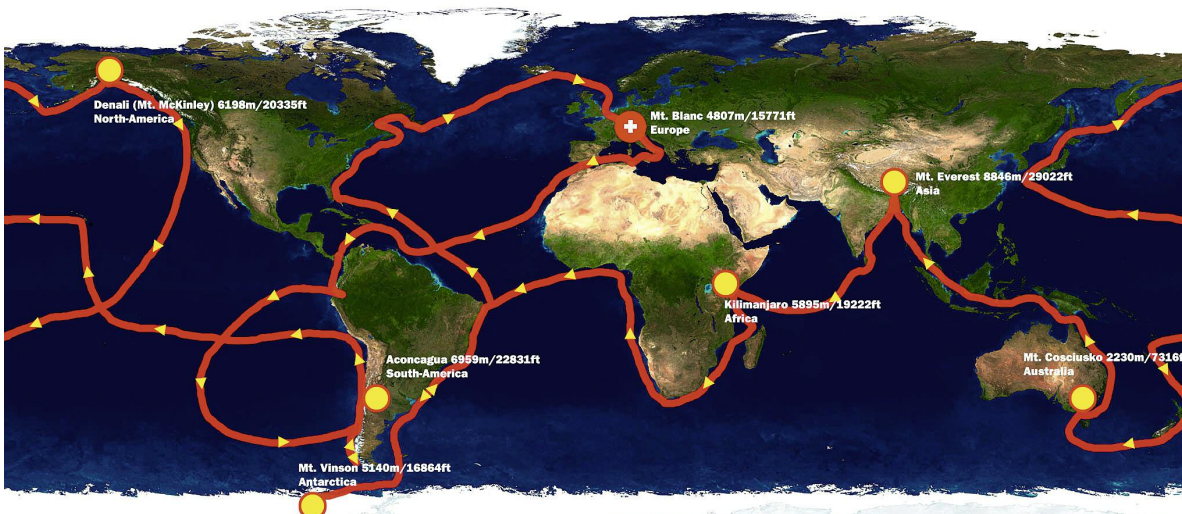 Denali (Mt. McKinley) 6198m/20335ft
North-America
Mt. Blanc 4807m/15771ft
Europe
Mt. Everest 8846m/29022ft
Asia
Kilimanjaro 5895m/19222ft
Africa
Aconcagua 6959m/22831ft
South-America
Mt. Cosciusko 2230m/7316f
Australia
Mt. Vinson 5140m/16864ft
Antarctica